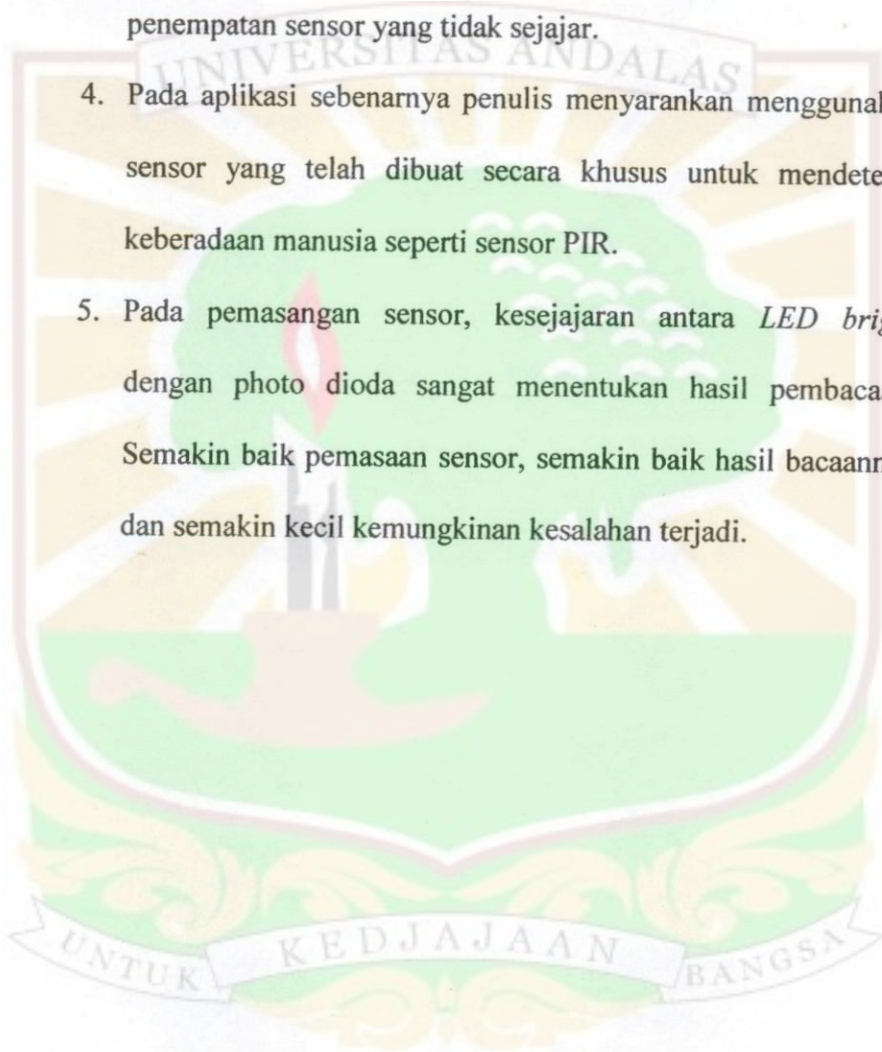 penempatan sensor yang tidak sejajar.
UNIVERSITAS ANDALAS
4. Pada aplikasi sebenarnya penulis menyarankan menggunal
sensor yang telah dibuat secara khusus untuk mendete
keberadaan manusia seperti sensor PIR.
5. Pada pemasangan sensor, kesejajaran antara LED brig
dengan photo dioda sangat menentukan hasil pembaca
Semakin baik pemasaan sensor, semakin baik hasil bacaann
dan semakin kecil kemungkinan kesalahan terjadi.
UNTUK KEDJAJAAN BANGSA